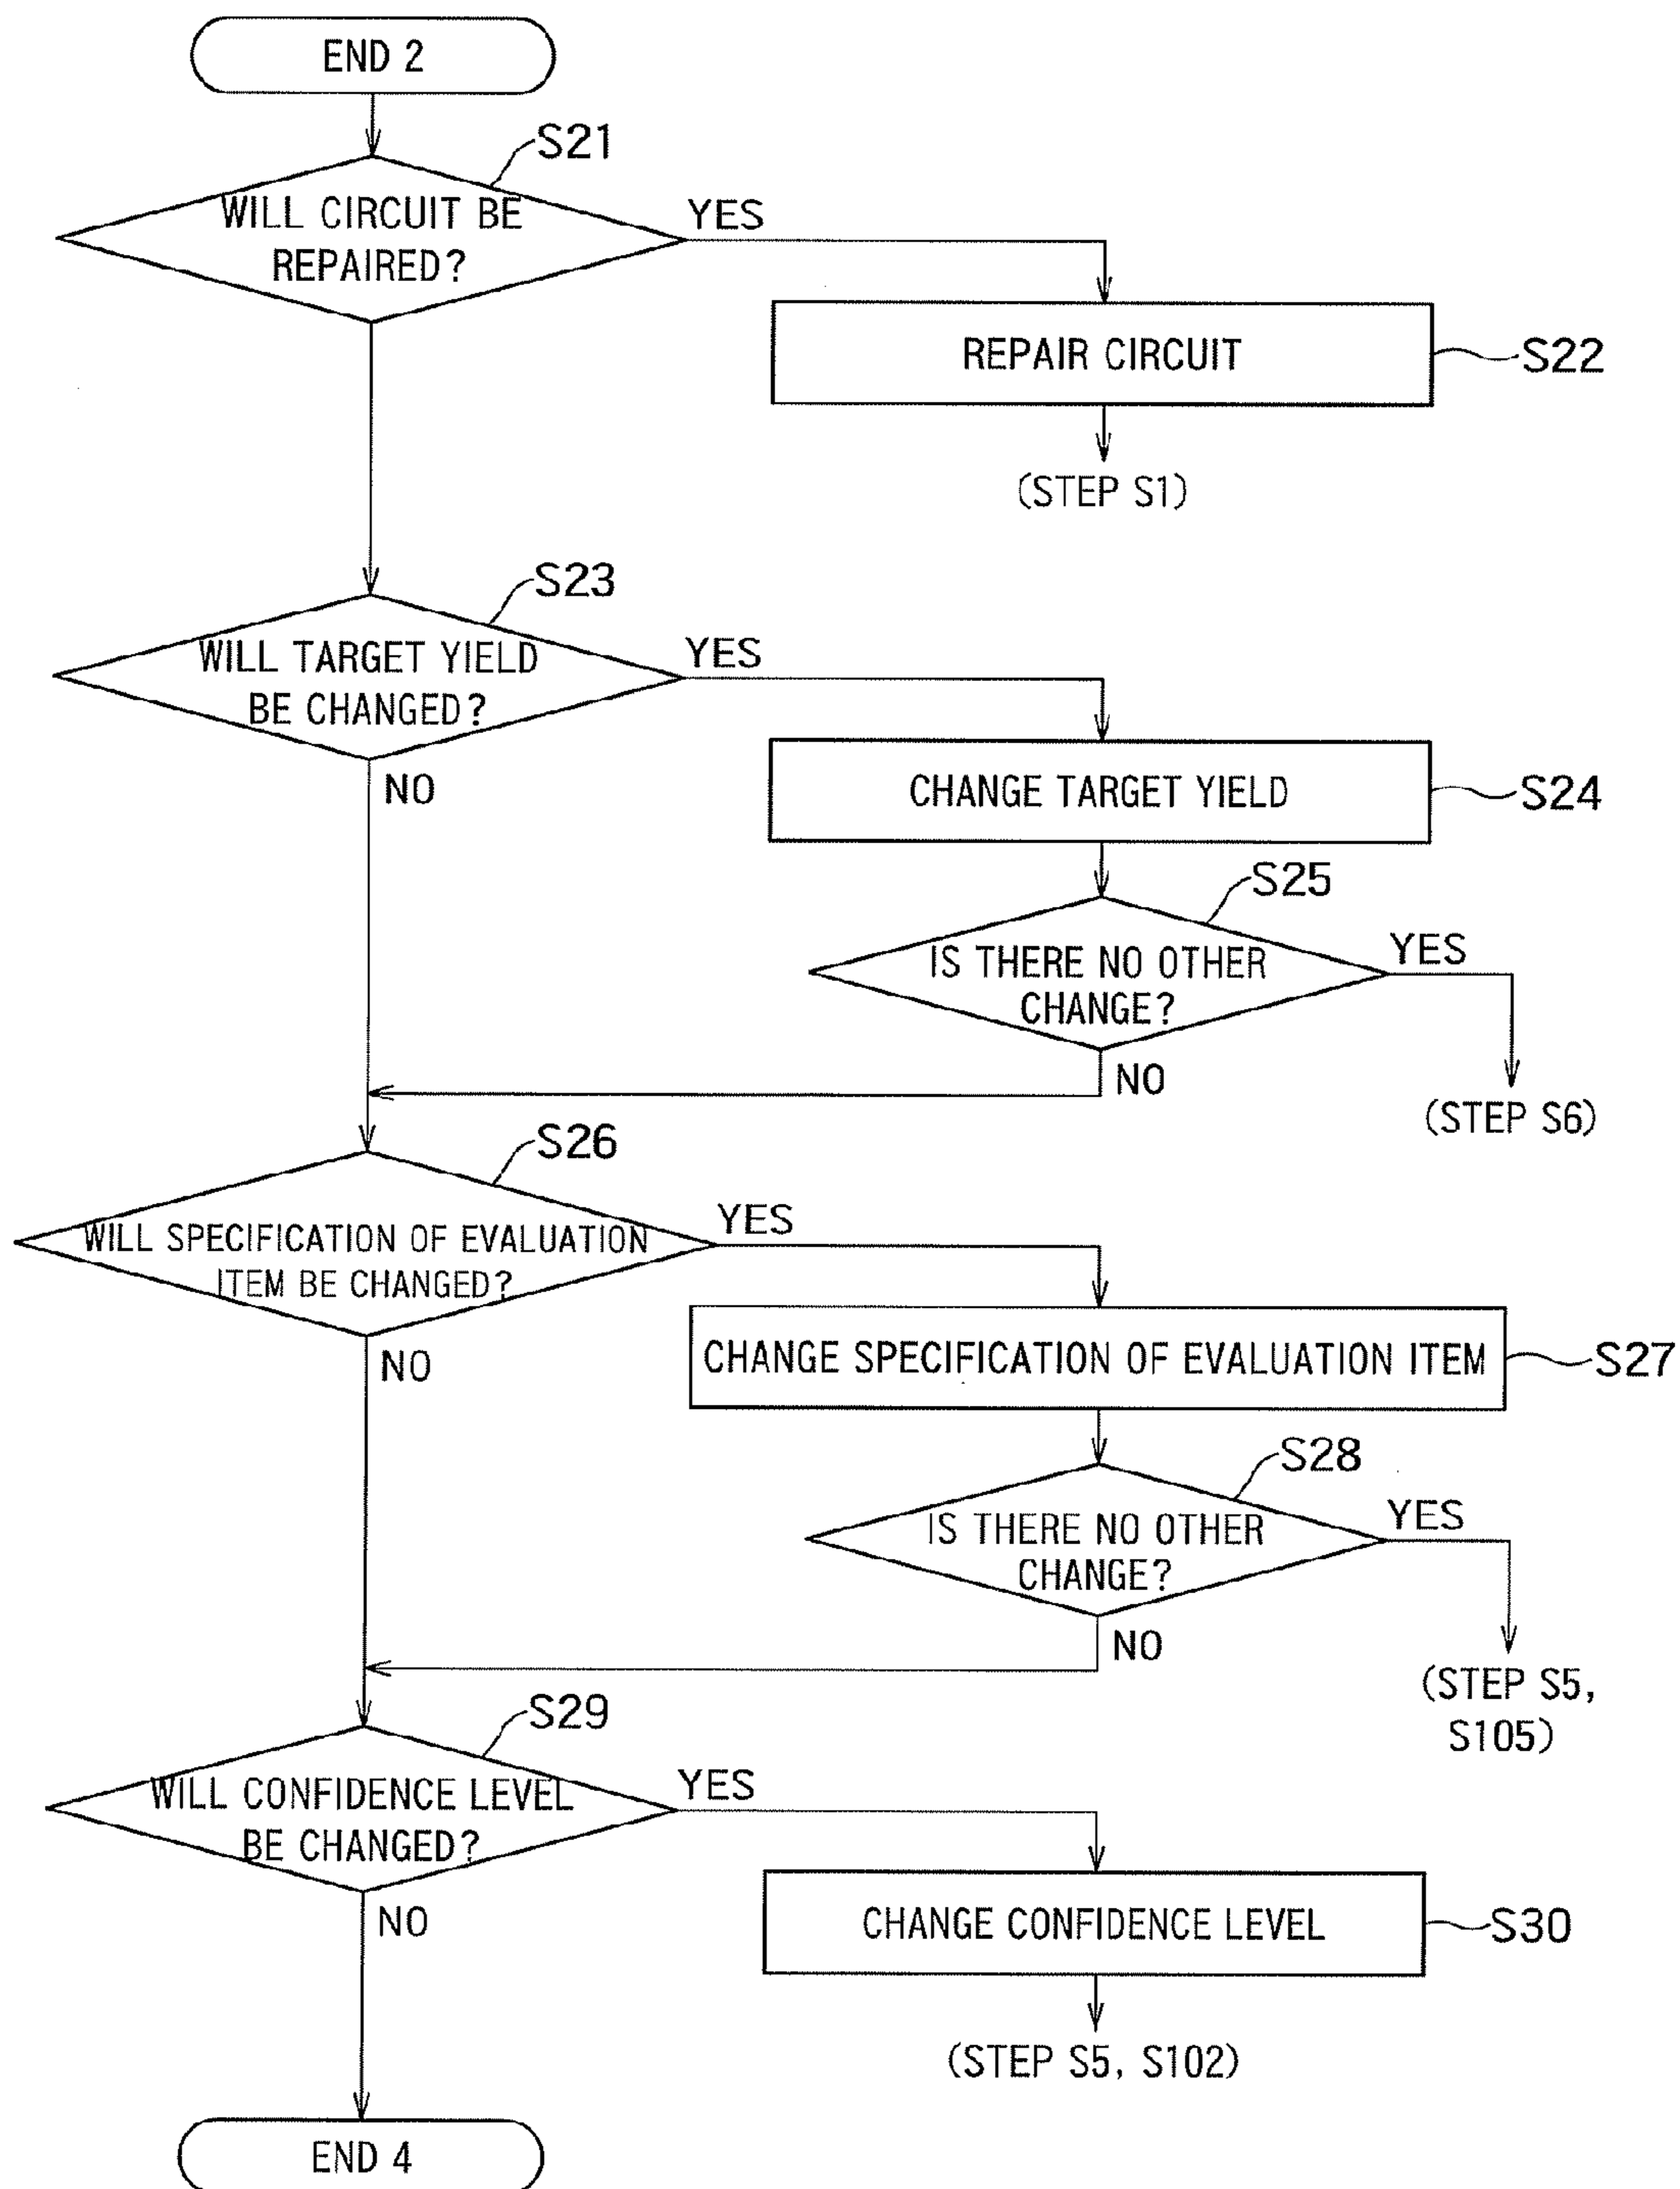 END 2
S21
WILL CIRCUIT BE
REPAIRED?
YES
REPAIR CIRCUIT
S22
(STEP S1)
S23
WILL TARGET YIELD
BE CHANGED?
YES
NO
CHANGE TARGET YIELD
S24
S25
IS THERE NO OTHER
CHANGE?
YES
NO
(STEP S6)
S26
WILL SPECIFICATION OF EVALUATION
ITEM BE CHANGED?
YES
NO
CHANGE SPECIFICATION OF EVALUATION ITEM
S27
S28
IS THERE NO OTHER
CHANGE?
YES
NO
(STEP S5,
S105)
S29
WILL CONFIDENCE LEVEL
BE CHANGED?
YES
NO
CHANGE CONFIDENCE LEVEL
S30
(STEP S5, S102)
END 4